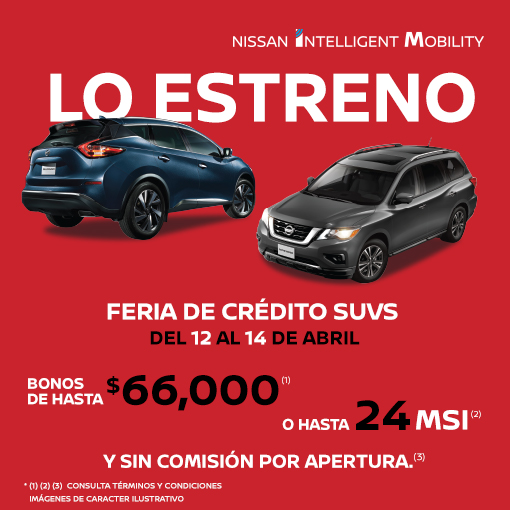 NISSAN INTELLIGENT MOBILITY
LO ESTRENO
FERIA DE CRÉDITO SUVS
DEL 12 AL 14 DE ABRIL
BONOS
DE HASTA $66,000 (1)
O HASTA 24 MSI (2)
Y SIN COMISIÓN POR APERTURA.(3)
* (1) (2) (3) CONSULTA TÉRMINOS Y CONDICIONES
IMÁGENES DE CARACTER ILUSTRATIVO